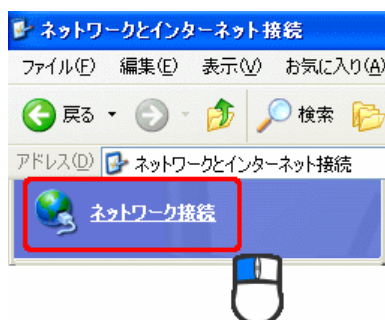 ネットワークとインターネット接続
ファイル(F) 編集(E) 表示(V) お気に入り(A)
戻る 検索
アドレス(D) ネットワークとインターネット接続
ネットワーク接続